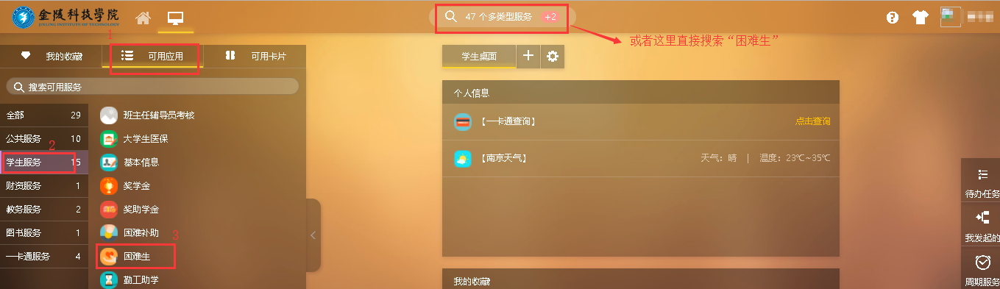 金陵科技學院
JINLING INSTITUTE OF TECHNOLOGY
47 个多类型服务 +2
或者这里直接搜索“困难生”
1
我的收藏
可用应用
可用卡片
搜索可用服务
全部 29
公共服务 10
2
学生服务 15
财资服务 1
教务服务 2
图书服务 1
一卡通服务 4
班主任辅导员考核
大学生医保
基本信息
奖学金
奖助学金
困难补助
3
困难生
勤工助学
学生桌面
个人信息
【一卡通查询】 点击查询
【南京天气】 天气：晴 | 温度：23℃~35℃
我的收藏
待办任务
我发起的
周期服务